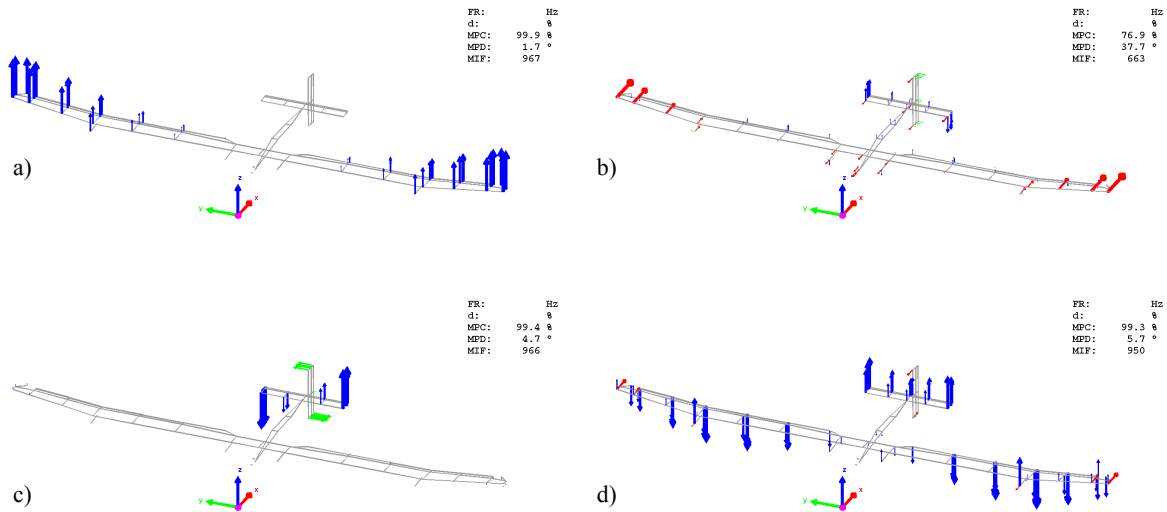 FR: Hz
d: %
MPC: 99.9 %
MPD: 1.7 °
MIF: 967
z
y
x
a)
FR: Hz
d: %
MPC: 76.9 %
MPD: 37.7 °
MIF: 663
z
y
x
b)
FR: Hz
d: %
MPC: 99.4 %
MPD: 4.7 °
MIF: 966
z
y
x
c)
FR: Hz
d: %
MPC: 99.3 %
MPD: 5.7 °
MIF: 950
z
y
x
d)